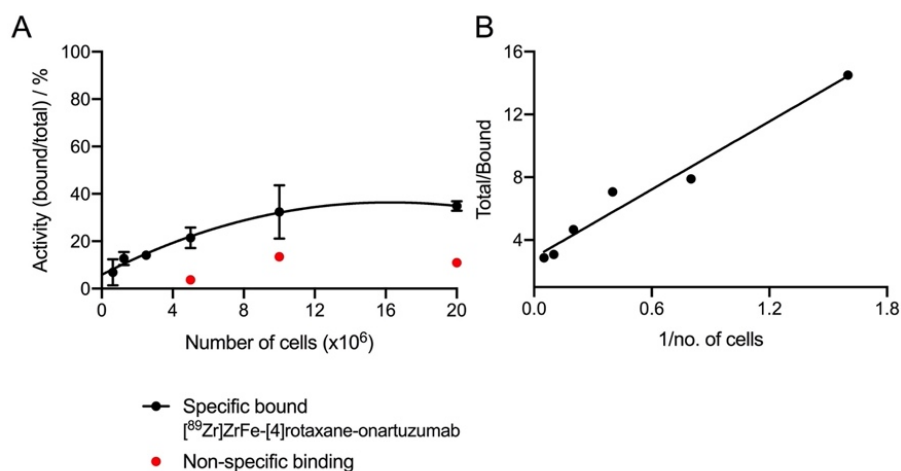 A
Activity (bound/total) / %
100
80
60
40
20
0
0
4
8
12
16
20
Number of cells (x10⁶)
B
Total/Bound
16
12
8
4
0.0
0.6
1.2
1.8
1/no. of cells
Specific bound
[⁸⁹Zr]ZrFe-[4]rotaxane-onartuzumab
Non-specific binding